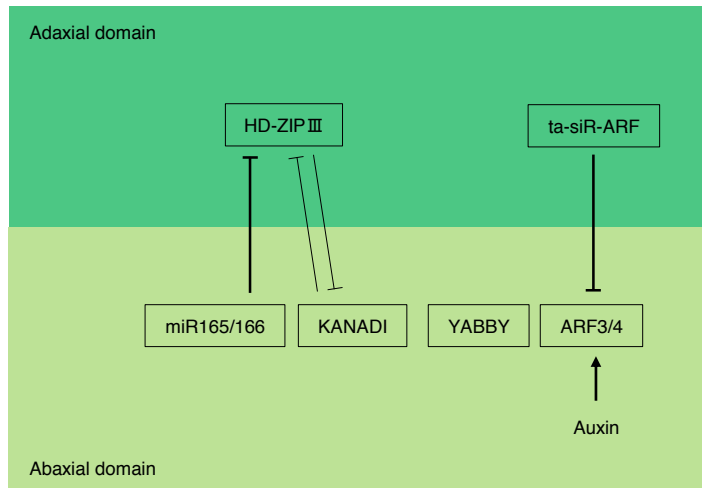 Adaxial domain
HD-ZIPⅢ
ta-siR-ARF
miR165/166
KANADI
YABBY
ARF3/4
Auxin
Abaxial domain